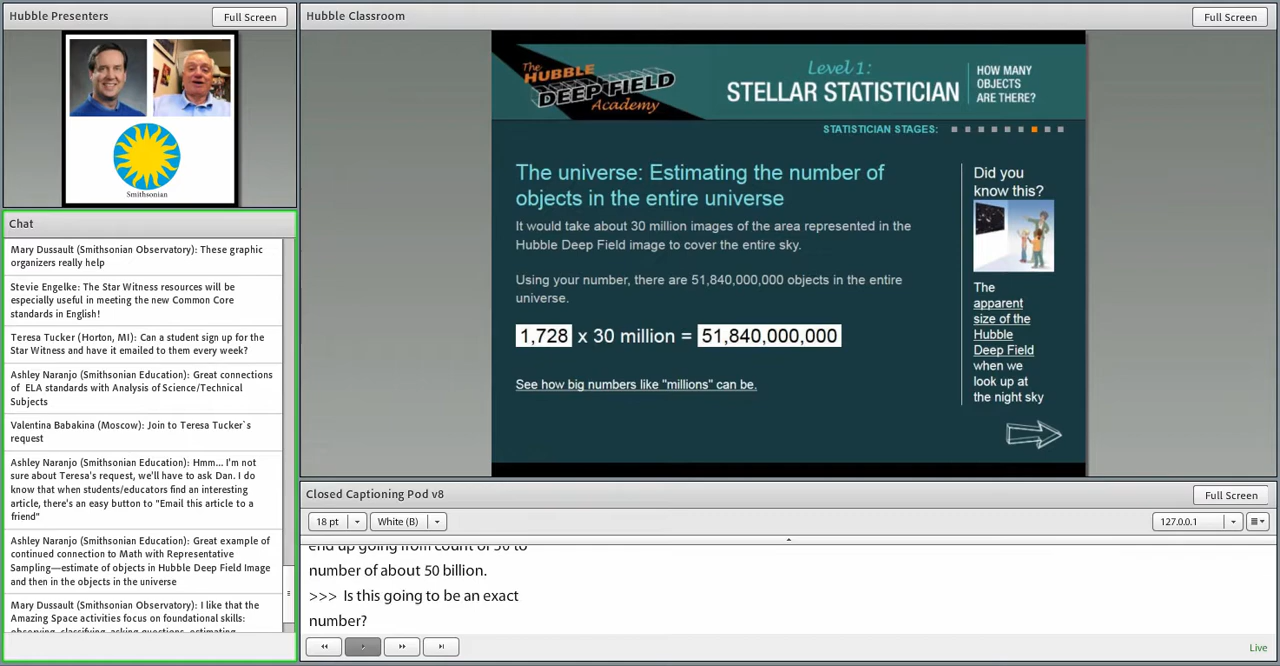 Hubble Presenters
Full Screen
Smithsonian
Chat
Mary Dussault (Smithsonian Observatory): These graphic
organizers really help
Stevie Engelke: The Star Witness resources will be
especially useful in meeting the new Common Core
standards in English!
Teresa Tucker (Horton, MI): Can a student sign up for the
Star Witness and have it emailed to them every week?
Ashley Naranjo (Smithsonian Education): Great connections
of  ELA standards with Analysis of Science/Technical
Subjects
Valentina Babakina (Moscow): Join to Teresa Tucker`s
request
Ashley Naranjo (Smithsonian Education): Hmm... I'm not
sure about Teresa's request, we'll have to ask Dan. I do
know that when students/educators find an interesting
article, there's an easy button to "Email this article to a
friend"
Ashley Naranjo (Smithsonian Education): Great example of
continued connection to Math with Representative
Sampling—estimate of objects in Hubble Deep Field Image
and then in the objects in the universe
Mary Dussault (Smithsonian Observatory): I like that the
Amazing Space activities focus on foundational skills:
observing, classifying, asking questions, estimating
Hubble Classroom
Full Screen
The
HUBBLE
DEEP FIELD
Academy
Level 1:
STELLAR STATISTICIAN
HOW MANY
OBJECTS
ARE THERE?
STATISTICIAN STAGES:
The universe: Estimating the number of
objects in the entire universe
It would take about 30 million images of the area represented in the
Hubble Deep Field image to cover the entire sky.
Using your number, there are 51,840,000,000 objects in the entire
universe.
1,728 x 30 million = 51,840,000,000
See how big numbers like "millions" can be.
Did you
know this?
The
apparent
size of the
Hubble
Deep Field
when we
look up at
the night sky
Closed Captioning Pod v8
Full Screen
18 pt
White (B)
127.0.0.1
end up going from count of 50 to
number of about 50 billion.
>>> Is this going to be an exact
number?
Live